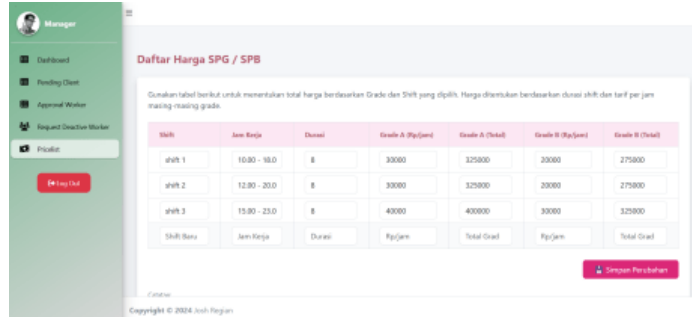 Manager
Dashboard
Pending Client
Approval Worker
Request Deactive Worker
Pricelist
Log Out
Daftar Harga SPG / SPB
Gunakan tabel berikut untuk menentukan total harga berdasarkan Grade dan Shift yang dipilih. Harga ditentukan berdasarkan durasi shift dan tarif per jam
masing-masing grade.
Shift Jam Kerja Durasi Grade A (Rp/jam) Grade A (Total) Grade B (Rp/jam) Grade B (Total)
shift 1 10.00 - 18.0 8 30000 325000 20000 275000
shift 2 12.00 - 20.0 8 30000 325000 20000 275000
shift 3 15.00 - 23.0 8 40000 400000 30000 325000
Shift Baru Jam Kerja Durasi Rp/jam Total Grad Rp/jam Total Grad
Simpan Perubahan
Copyright © 2024 Josh Regian